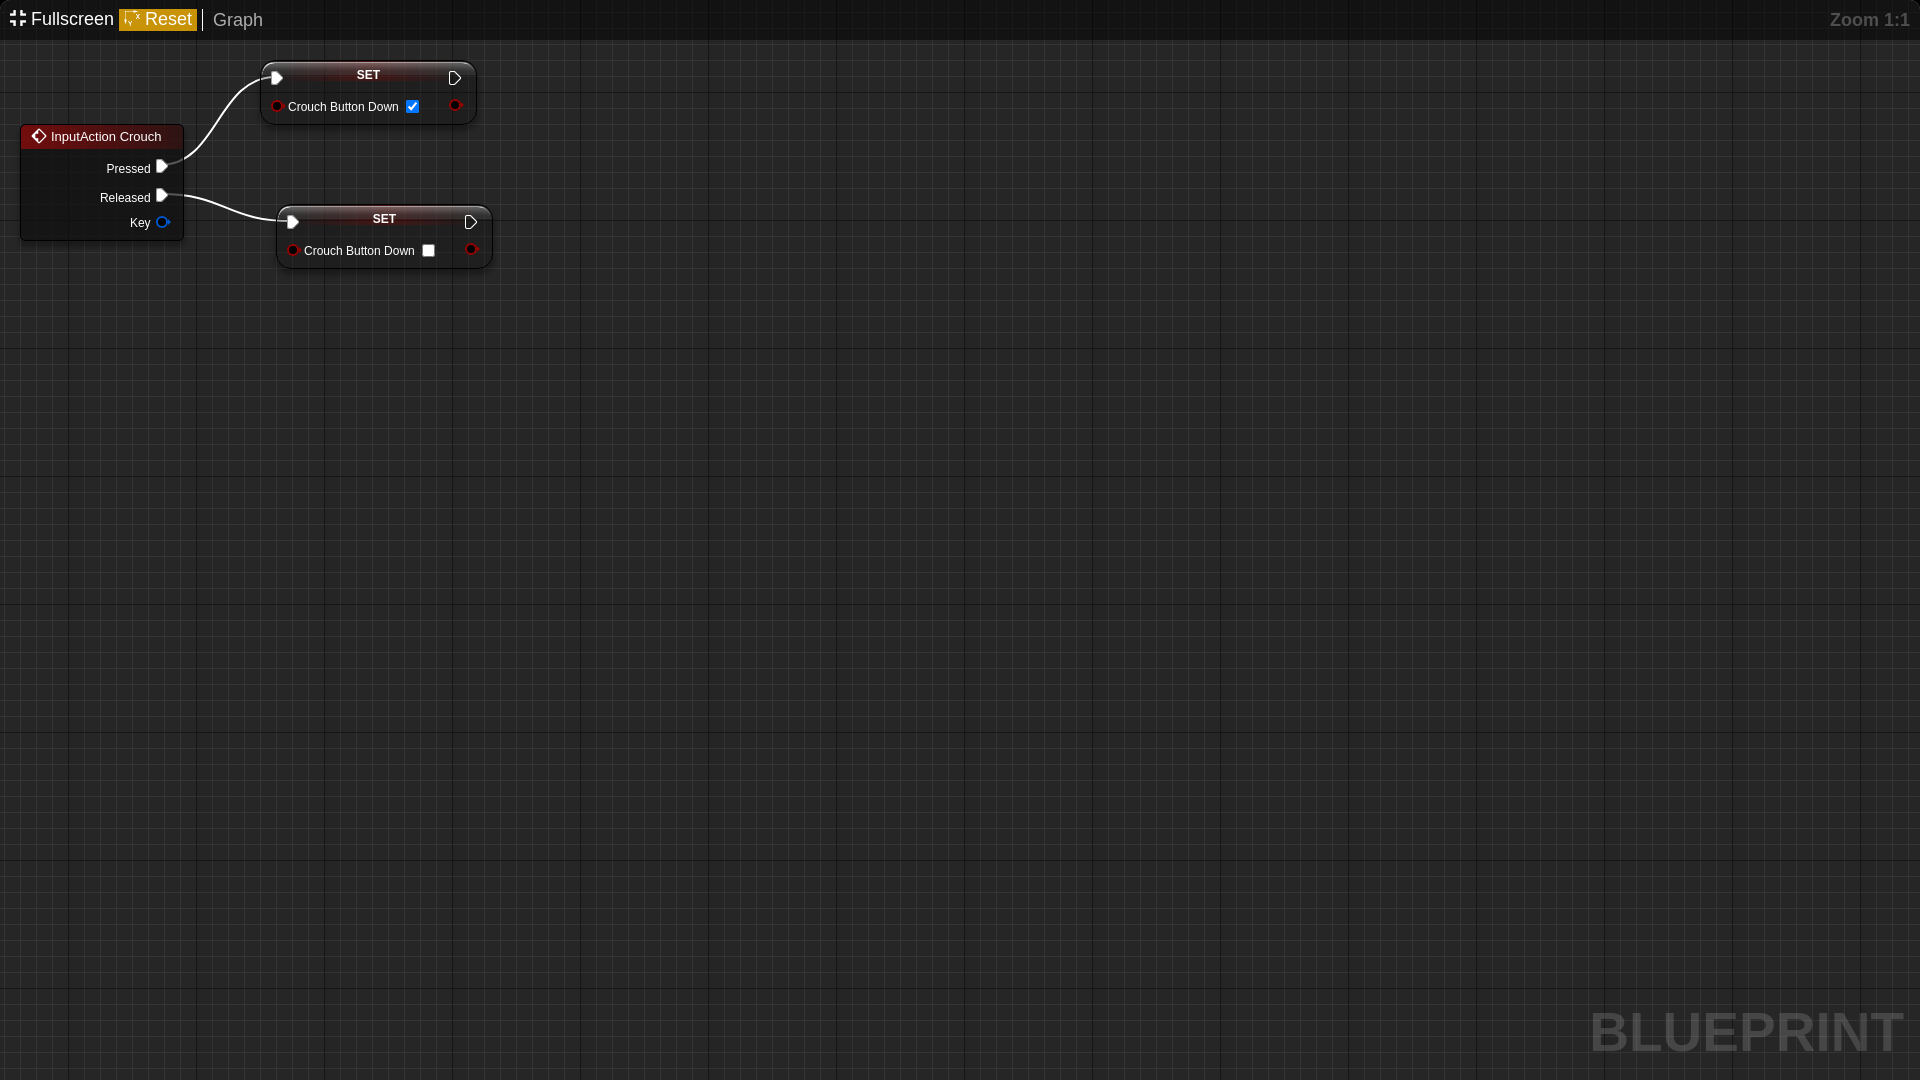 Fullscreen Reset Graph Zoom 1:1
SET
Crouch Button Down
InputAction Crouch
Pressed
Released
Key
SET
Crouch Button Down
BLUEPRINT